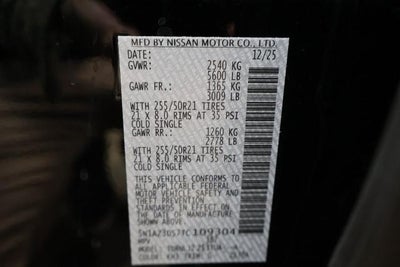 MFD BY NISSAN MOTOR CO., LTD.
DATE: 12/25
GVWR: 2540 KG
5600 LB
GAWR FR.: 1365 KG
3009 LB
WITH 255/50R21 TIRES
21 x 8.0 RIMS AT 35 PSI
COLD SINGLE
GAWR RR.: 1260 KG
2778 LB
WITH 255/50R21 TIRES
21 x 8.0 RIMS AT 35 PSI
COLD SINGLE
THIS VEHICLE CONFORMS TO
ALL APPLICABLE FEDERAL
MOTOR VEHICLE SAFETY
AND THEFT PREVENTION
STANDARDS IN EFFECT ON
THE DATE OF MANUFACTURE
SHOWN ABOVE.
MPV
MODEL
COLOR